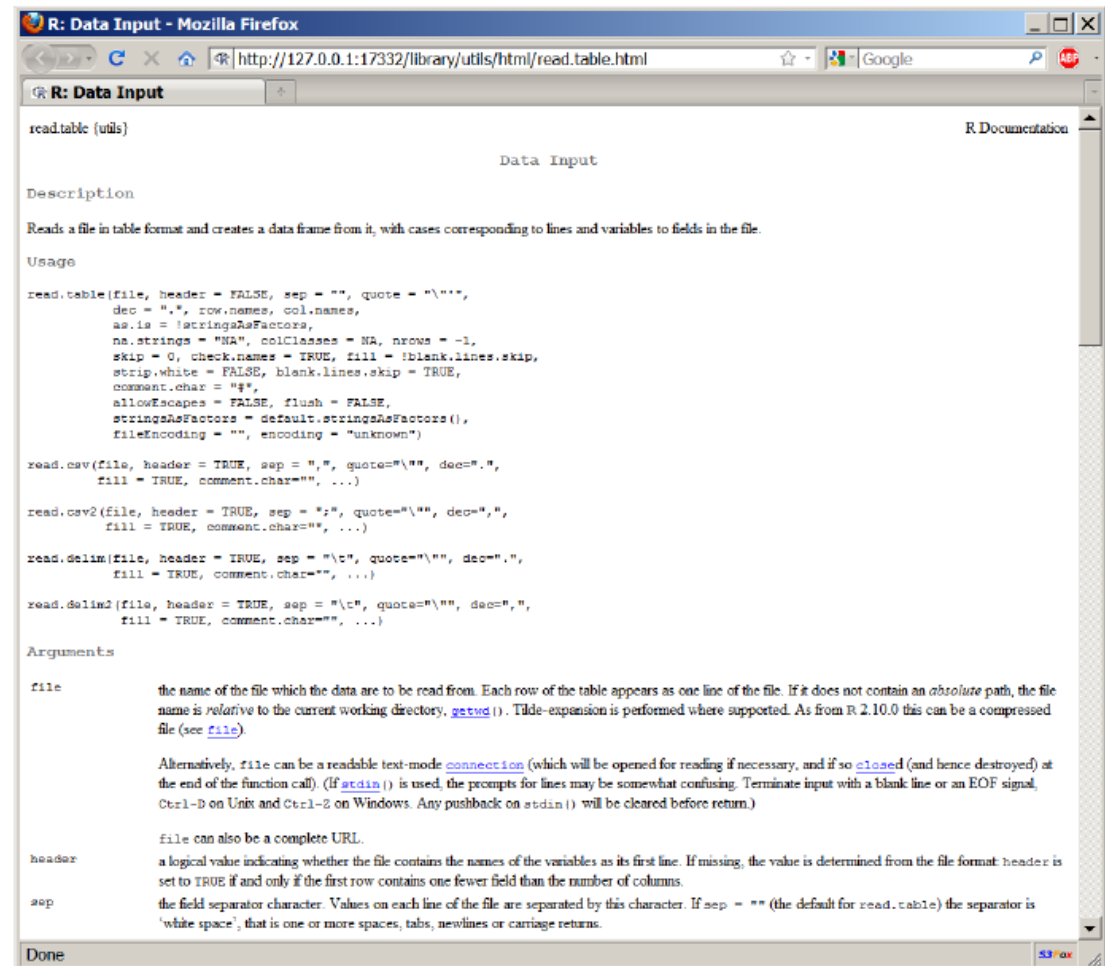 R: Data Input - Mozilla Firefox
http://127.0.0.1:17332/library/utils/html/read.table.html
Google
ABP
R: Data Input
read.table {utils}
R Documentation
Data Input
Description
Reads a file in table format and creates a data frame from it, with cases corresponding to lines and variables to fields in the file.
Usage
read.table(file, header = FALSE, sep = "", quote = "\"'",
dec = ".", row.names, col.names,
as.is = !stringsAsFactors,
na.strings = "NA", colClasses = NA, nrows = -1,
skip = 0, check.names = TRUE, fill = !blank.lines.skip,
strip.white = FALSE, blank.lines.skip = TRUE,
comment.char = "#",
allowEscapes = FALSE, flush = FALSE,
stringsAsFactors = default.stringsAsFactors(),
fileEncoding = "", encoding = "unknown")
read.csv(file, header = TRUE, sep = ",", quote="\"", dec=".",
fill = TRUE, comment.char="", ...)
read.csv2(file, header = TRUE, sep = ";", quote="\"", dec=",",
fill = TRUE, comment.char="", ...)
read.delim(file, header = TRUE, sep = "\t", quote="\"", dec=".",
fill = TRUE, comment.char="", ...)
read.delim2(file, header = TRUE, sep = "\t", quote="\"", dec=",",
fill = TRUE, comment.char="", ...)
Arguments
file the name of the file which the data are to be read from. Each row of the table appears as one line of the file. If it does not contain an absolute path, the file
name is relative to the current working directory, getwd(). Tilde-expansion is performed where supported. As from R 2.10.0 this can be a compressed
file (see file).
Alternatively, file can be a readable text-mode connection (which will be opened for reading if necessary, and if so closed (and hence destroyed) at
the end of the function call). (If stdin() is used, the prompts for lines may be somewhat confusing. Terminate input with a blank line or an EOF signal,
Ctrl-D on Unix and Ctrl-Z on Windows. Any pushback on stdin() will be cleared before return.)
file can also be a complete URL.
header a logical value indicating whether the file contains the names of the variables as its first line. If missing, the value is determined from the file format: header is
set to TRUE if and only if the first row contains one fewer field than the number of columns.
sep the field separator character. Values on each line of the file are separated by this character. If sep = "" (the default for read.table) the separator is
‘white space’, that is one or more spaces, tabs, newlines or carriage returns.
Done
S3Fox